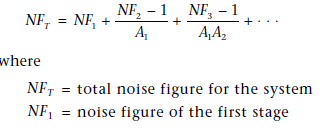 NF_T = NF_1 + (NF_2 − 1)/A_1 + (NF_3 − 1)/(A_1A_2) + · · ·
where
NF_T = total noise figure for the system
NF_1 = noise figure of the first stage